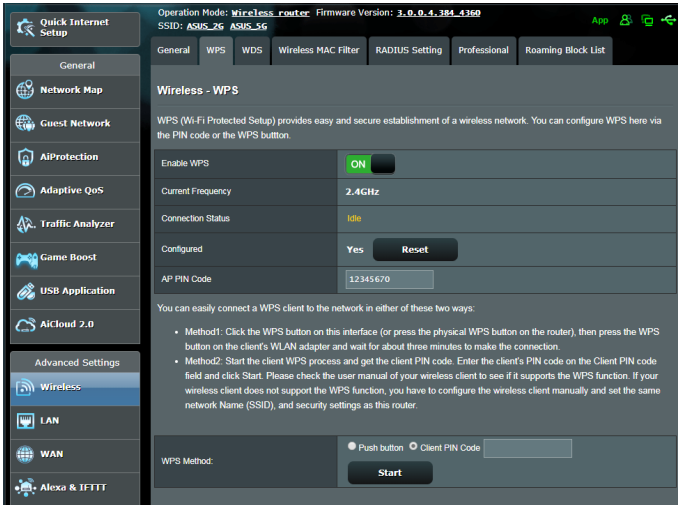 Quick Internet
Setup
Operation Mode: Wireless router Firmware Version: 3.0.0.4.384_4360
SSID: ASUS_2G ASUS_5G
App
General
WPS
WDS
Wireless MAC
Filter
RADIUS Setting
Professional
Roaming Block List
General
Network Map
Guest Network
AiProtection
Adaptive QoS
Traffic Analyzer
Game Boost
USB Application
AiCloud 2.0
Advanced Settings
Wireless
LAN
WAN
Alexa & IFTTT
Wireless - WPS
WPS (Wi-Fi Protected Setup) provides easy and secure establishment of a wireless network. You can configure WPS here via
the PIN code or the WPS buttton.
Enable WPS
ON
Current Frequency
2.4GHz
Connection Status
Idle
Configured
Yes
Reset
AP PIN Code
12345670
You can easily connect a WPS client to the network in either of these two ways:
• Method1: Click the WPS button on this interface (or press the physical WPS button on the router), then press the WPS
button on the client's WLAN adapter and wait for about three minutes to make the connection.
• Method2: Start the client WPS process and get the client PIN code. Enter the client's PIN code on the Client PIN code
field and click Start. Please check the user manual of your wireless client to see if it supports the WPS function. If your
wireless client does not support the WPS function, you have to configure the wireless client manually and set the same
network Name (SSID), and security settings as this router.
WPS Method:
Push button
Client PIN Code
Start